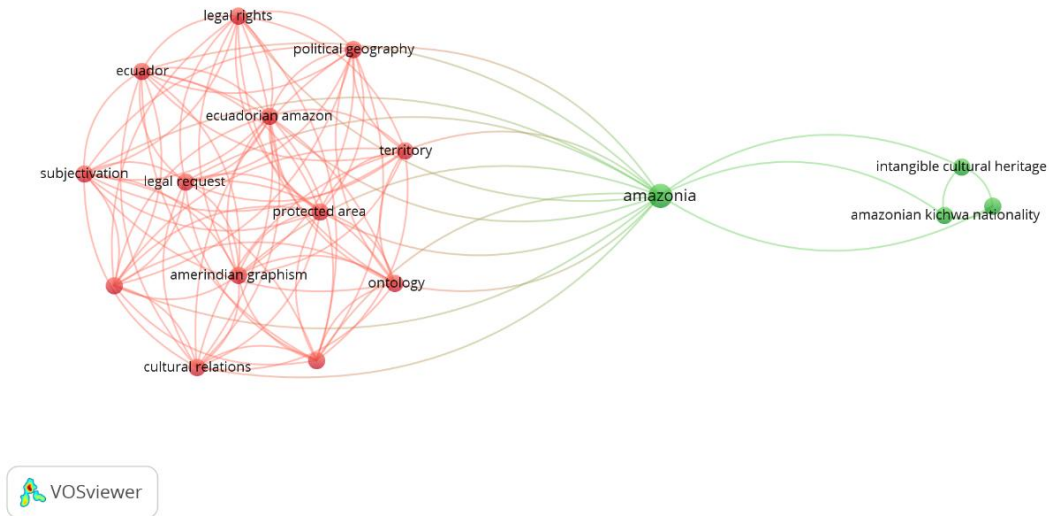 legal rights
political geography
ecuador
ecuadorian amazon
territory
subjectivation
legal request
protected area
amerindian graphism
ontology
cultural relations
amazonia
intangible cultural heritage
amazonian kichwa nationality
VOSviewer